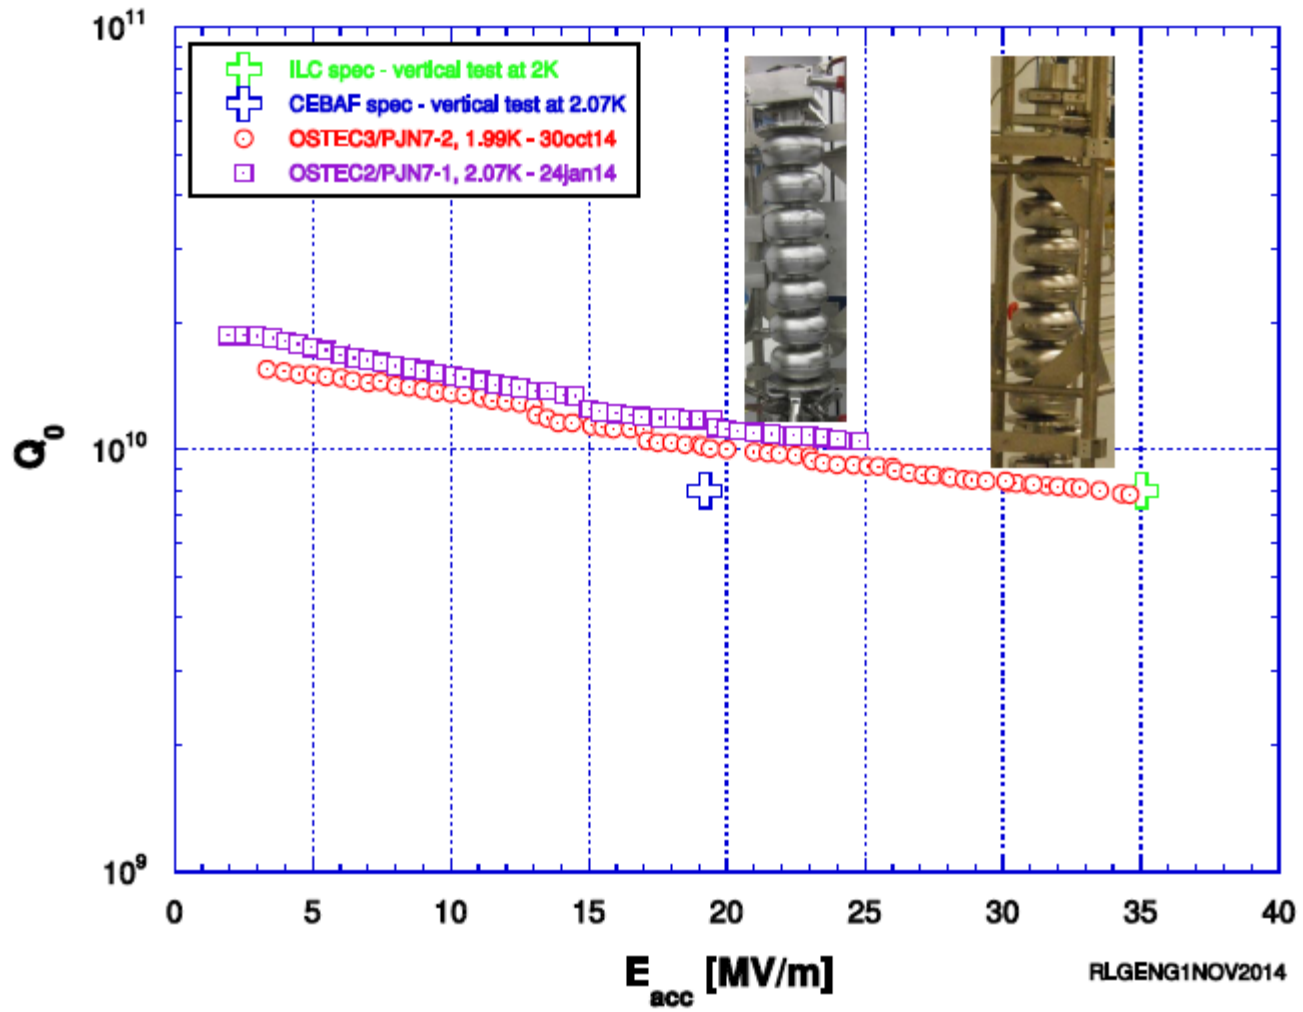 10¹¹
ILC spec - vertical test at 2K
CEBAF spec - vertical test at 2.07K
OSTEC3/PJN7-2, 1.99K - 30oct14
OSTEC2/PJN7-1, 2.07K - 24jan14
Q₀
10¹⁰
10⁹
0 5 10 15 20 25 30 35 40
E_acc [MV/m]
RLGENG1NOV2014